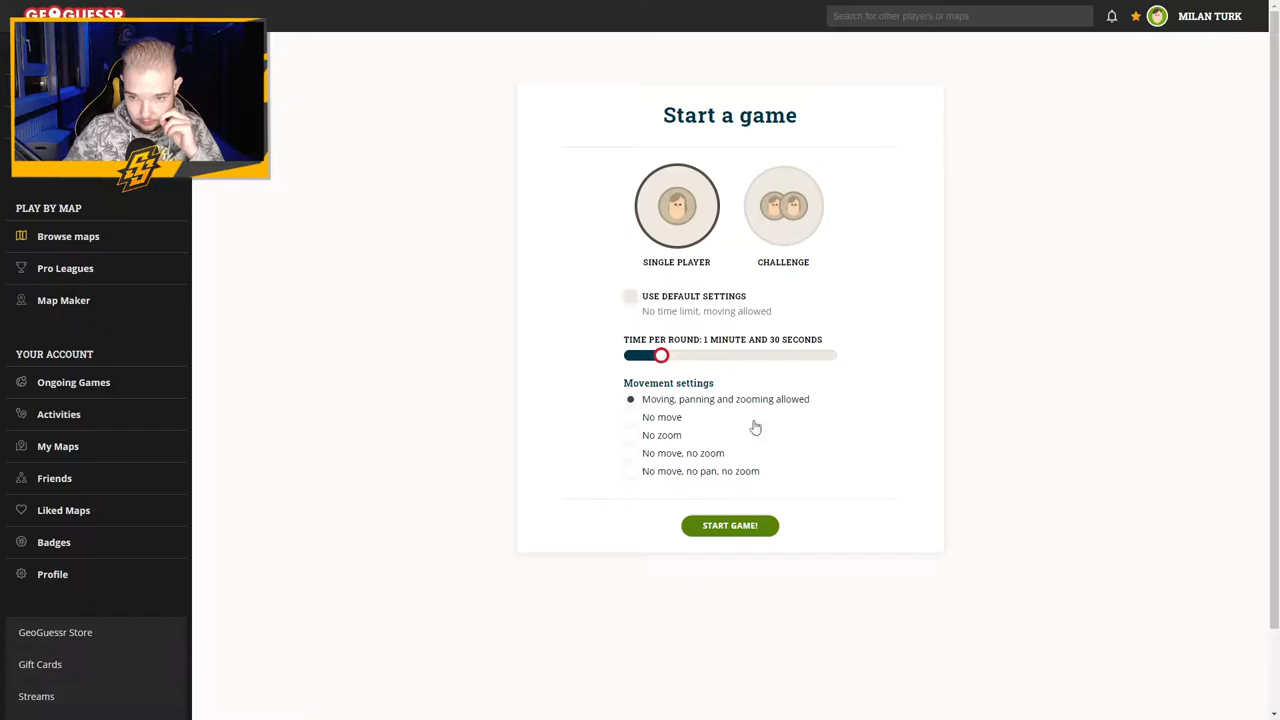 GEOGUESSR
Search for other players or maps
MILAN TURK
Start a game
SINGLE PLAYER
CHALLENGE
USE DEFAULT SETTINGS
No time limit, moving allowed
TIME PER ROUND: 1 MINUTE AND 30 SECONDS
Movement settings
Moving, panning and zooming allowed
No move
No zoom
No move, no zoom
No move, no pan, no zoom
START GAME!
PLAY BY MAP
Browse maps
Pro Leagues
Map Maker
YOUR ACCOUNT
Ongoing Games
Activities
My Maps
Friends
Liked Maps
Badges
Profile
GeoGuessr Store
Gift Cards
Streams